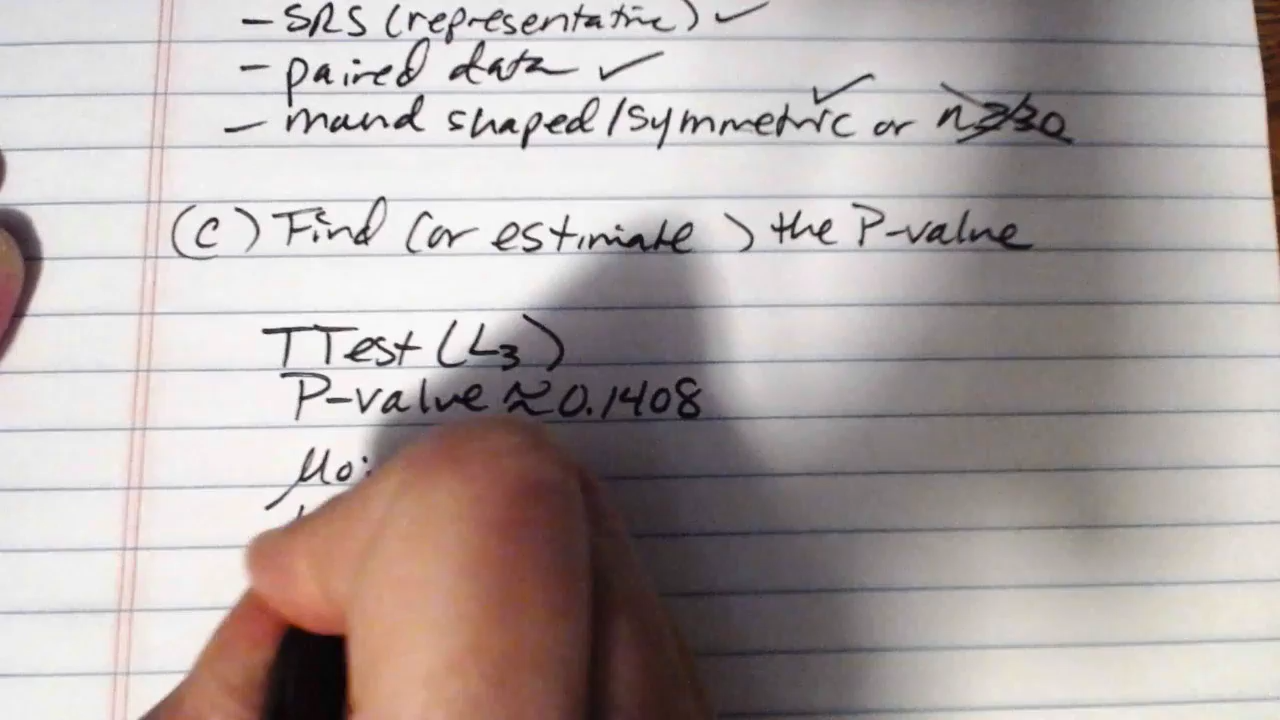 - SRS (representative) ✓
- paired data ✓
- mound shaped/symmetric ✓ or n≥30
(c) Find (or estimate) the P-value
TTest (L3)
P-value ≈ 0.1408
μ0: